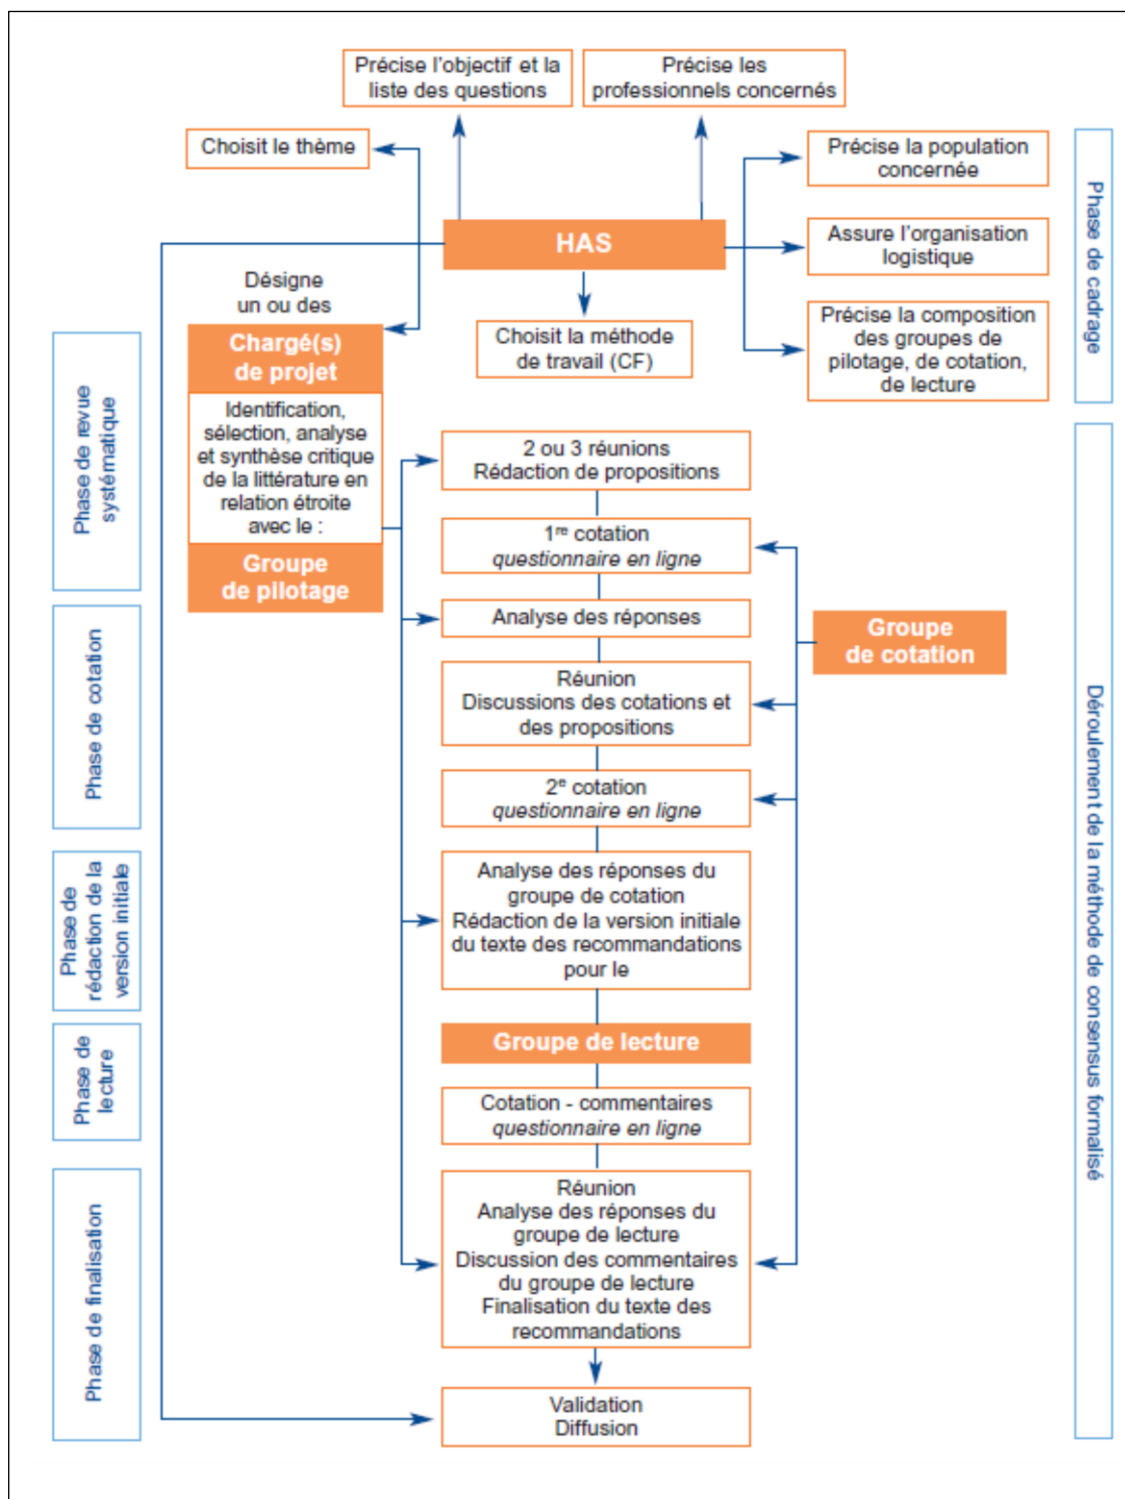 Précise l'objectif et la
liste des questions
Précise les
professionnels concernés
Choisit le thème
Précise la population
concernée
HAS
Assure l'organisation
logistique
Désigne
un ou des
Choisit la méthode
de travail (CF)
Précise la composition
des groupes de
pilotage, de cotation,
de lecture
Phase de cadrage
Chargé(s)
de projet
Identification,
sélection, analyse
et synthèse critique
de la littérature en
relation étroite
avec le :
Groupe
de pilotage
Phase de revue
systématique
2 ou 3 réunions
Rédaction de propositions
1re cotation
questionnaire en ligne
Analyse des réponses
Groupe
de cotation
Réunion
Discussions des cotations et
des propositions
Phase de cotation
2e cotation
questionnaire en ligne
Analyse des réponses du
groupe de cotation
Rédaction de la version initiale
du texte des recommandations
pour le
Phase de
rédaction de la
version initiale
Groupe de lecture
Phase de
lecture
Cotation - commentaires
questionnaire en ligne
Réunion
Analyse des réponses du
groupe de lecture
Discussion des commentaires
du groupe de lecture
Finalisation du texte des
recommandations
Phase de finalisation
Validation
Diffusion
Déroulement de la méthode de consensus formalisé